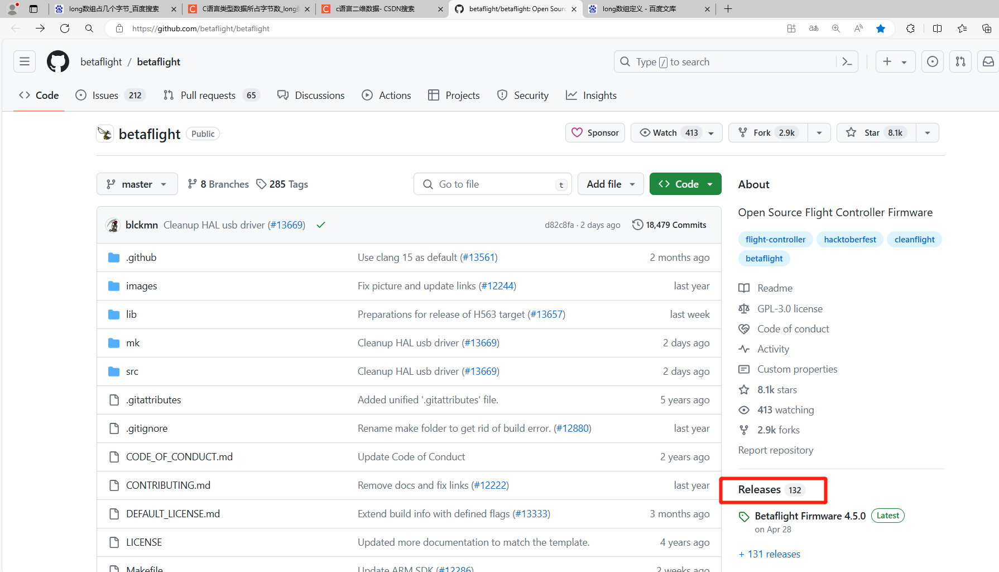 long数组占几个字节_百度搜索
C语言类型数据所占字节数_long
c语言二维数据- CSDN搜索
betaflight/betaflight: Open Sour
long数组定义 - 百度文库
https://github.com/betaflight/betaflight
betaflight / betaflight
Type / to search
Code
Issues 212
Pull requests 65
Discussions
Actions
Projects
Security
Insights
betaflight Public
Sponsor
Watch 413
Fork 2.9k
Star 8.1k
master
8 Branches
285 Tags
Go to file t
Add file
Code
blckmn Cleanup HAL usb driver (#13669) d82c8fa · 2 days ago 18,479 Commits
.github Use clang 15 as default (#13561) 2 months ago
images Fix picture and update links (#12244) last year
lib Preparations for release of H563 target (#13657) last week
mk Cleanup HAL usb driver (#13669) 2 days ago
src Cleanup HAL usb driver (#13669) 2 days ago
.gitattributes Added unified '.gitattributes' file. 5 years ago
.gitignore Rename make folder to get rid of build error. (#12880) last year
CODE_OF_CONDUCT.md Update Code of Conduct 2 years ago
CONTRIBUTING.md Remove docs and fix links (#12222) last year
DEFAULT_LICENSE.md Extend build info with defined flags (#13333) 3 months ago
LICENSE Updated more documentation to match the template. 4 years ago
Makefile Update ARM SDK (#12286) 2 weeks ago
About
Open Source Flight Controller Firmware
flight-controller hacktoberfest cleanflight
betaflight
Readme
GPL-3.0 license
Code of conduct
Activity
Custom properties
8.1k stars
413 watching
2.9k forks
Report repository
Releases 132
Betaflight Firmware 4.5.0 Latest
on Apr 28
+ 131 releases